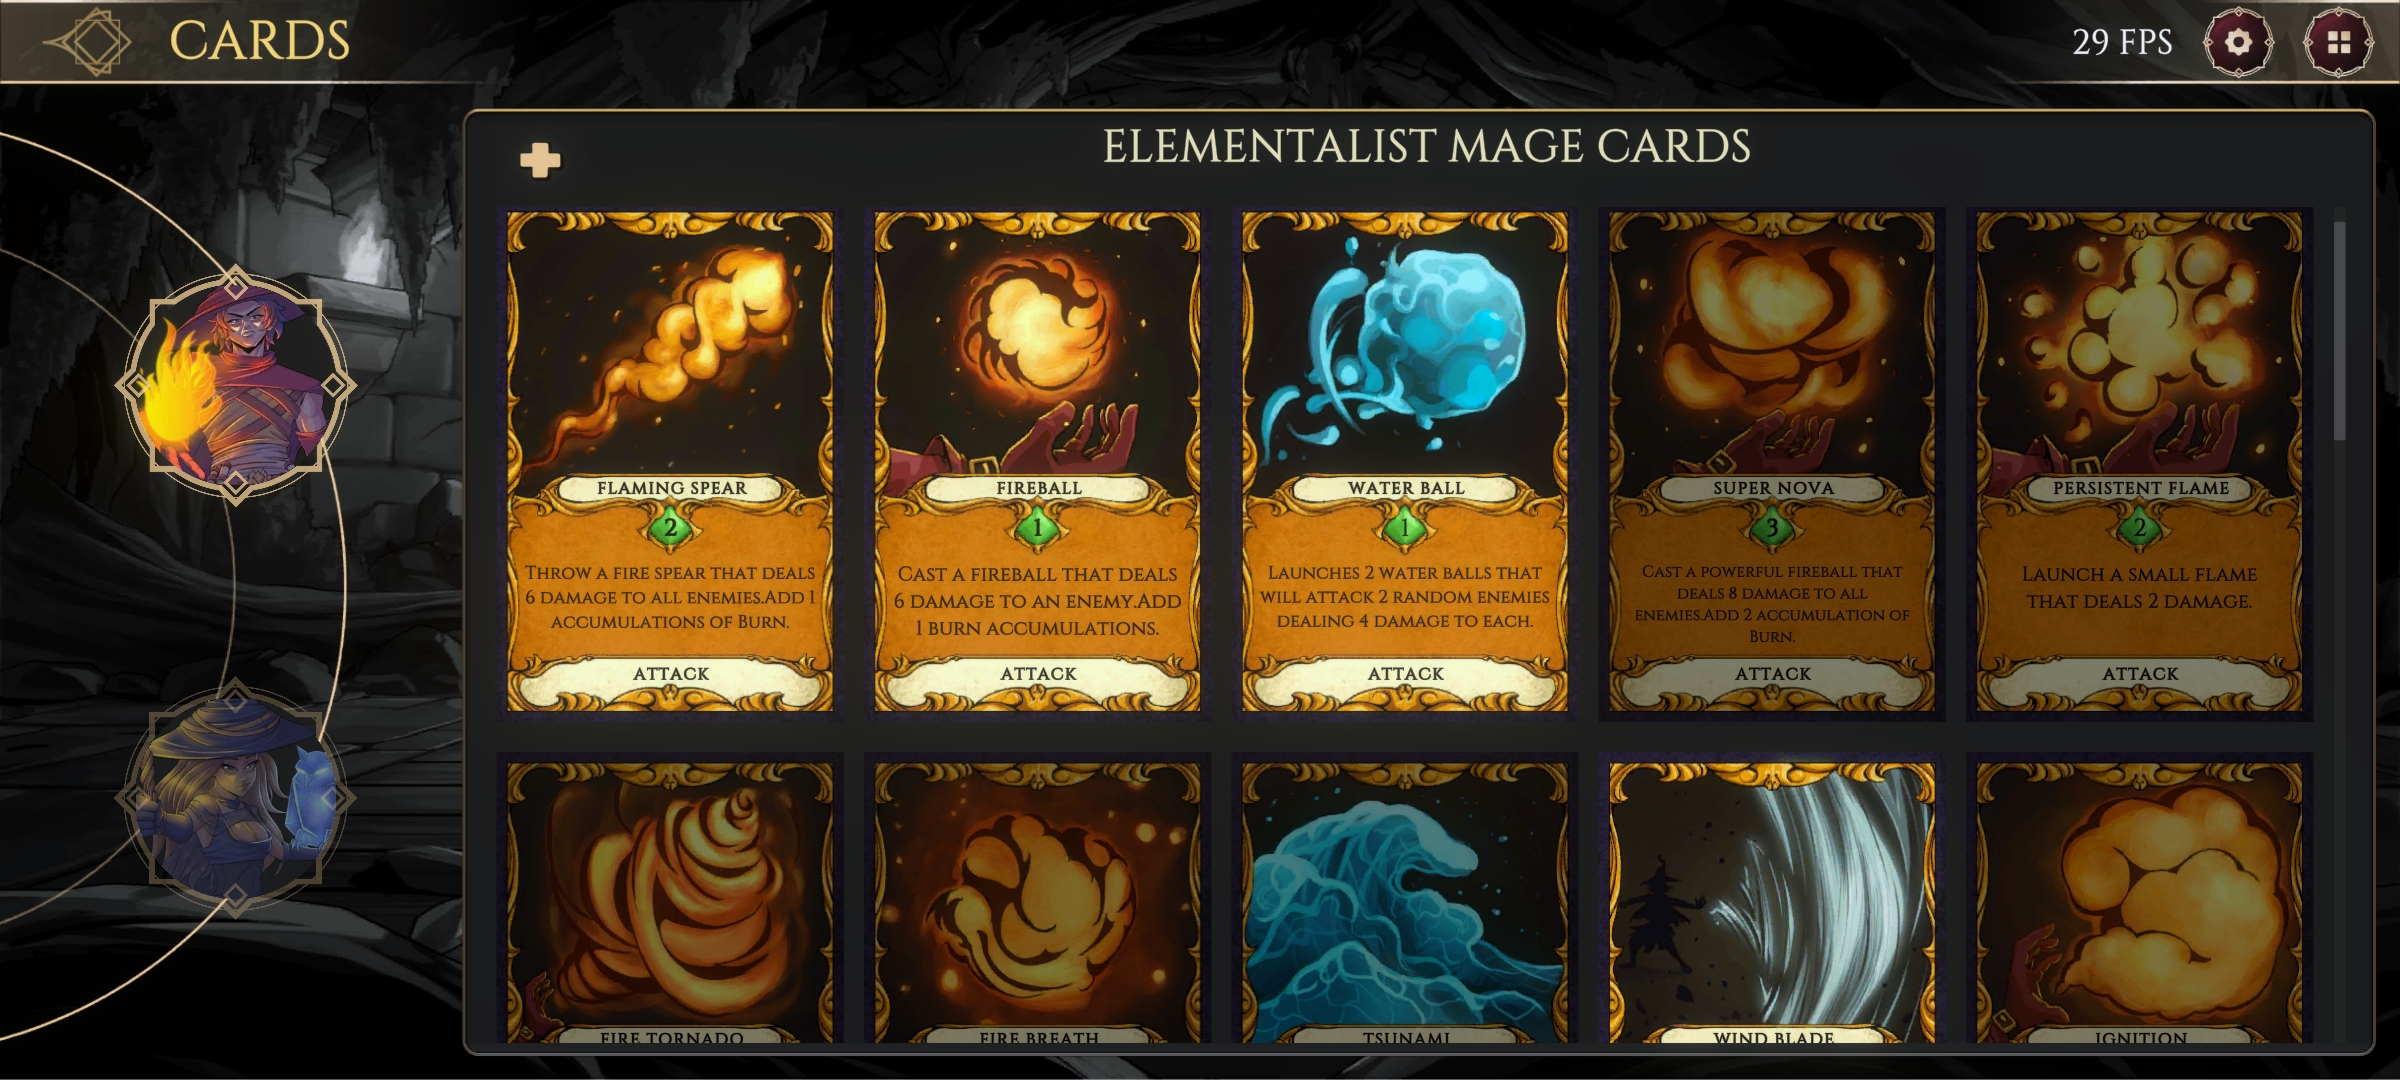 CARDS
29 FPS
ELEMENTALIST MAGE CARDS
FLAMING SPEAR
2
THROW A FIRE SPEAR THAT DEALS
6 DAMAGE TO ALL ENEMIES.ADD 1
ACCUMULATIONS OF BURN.
ATTACK
FIREBALL
1
CAST A FIREBALL THAT DEALS
6 DAMAGE TO AN ENEMY.ADD
1 BURN ACCUMULATIONS.
ATTACK
WATER BALL
1
LAUNCHES 2 WATER BALLS THAT
WILL ATTACK 2 RANDOM ENEMIES
DEALING 4 DAMAGE TO EACH.
ATTACK
SUPER NOVA
3
CAST A POWERFUL FIREBALL THAT
DEALS 8 DAMAGE TO ALL
ENEMIES.ADD 2 ACCUMULATION OF
BURN.
ATTACK
PERSISTENT FLAME
2
LAUNCH A SMALL FLAME
THAT DEALS 2 DAMAGE.
ATTACK
FIRE TORNADO
FIRE BREATH
TSUNAMI
WIND BLADE
IGNITION